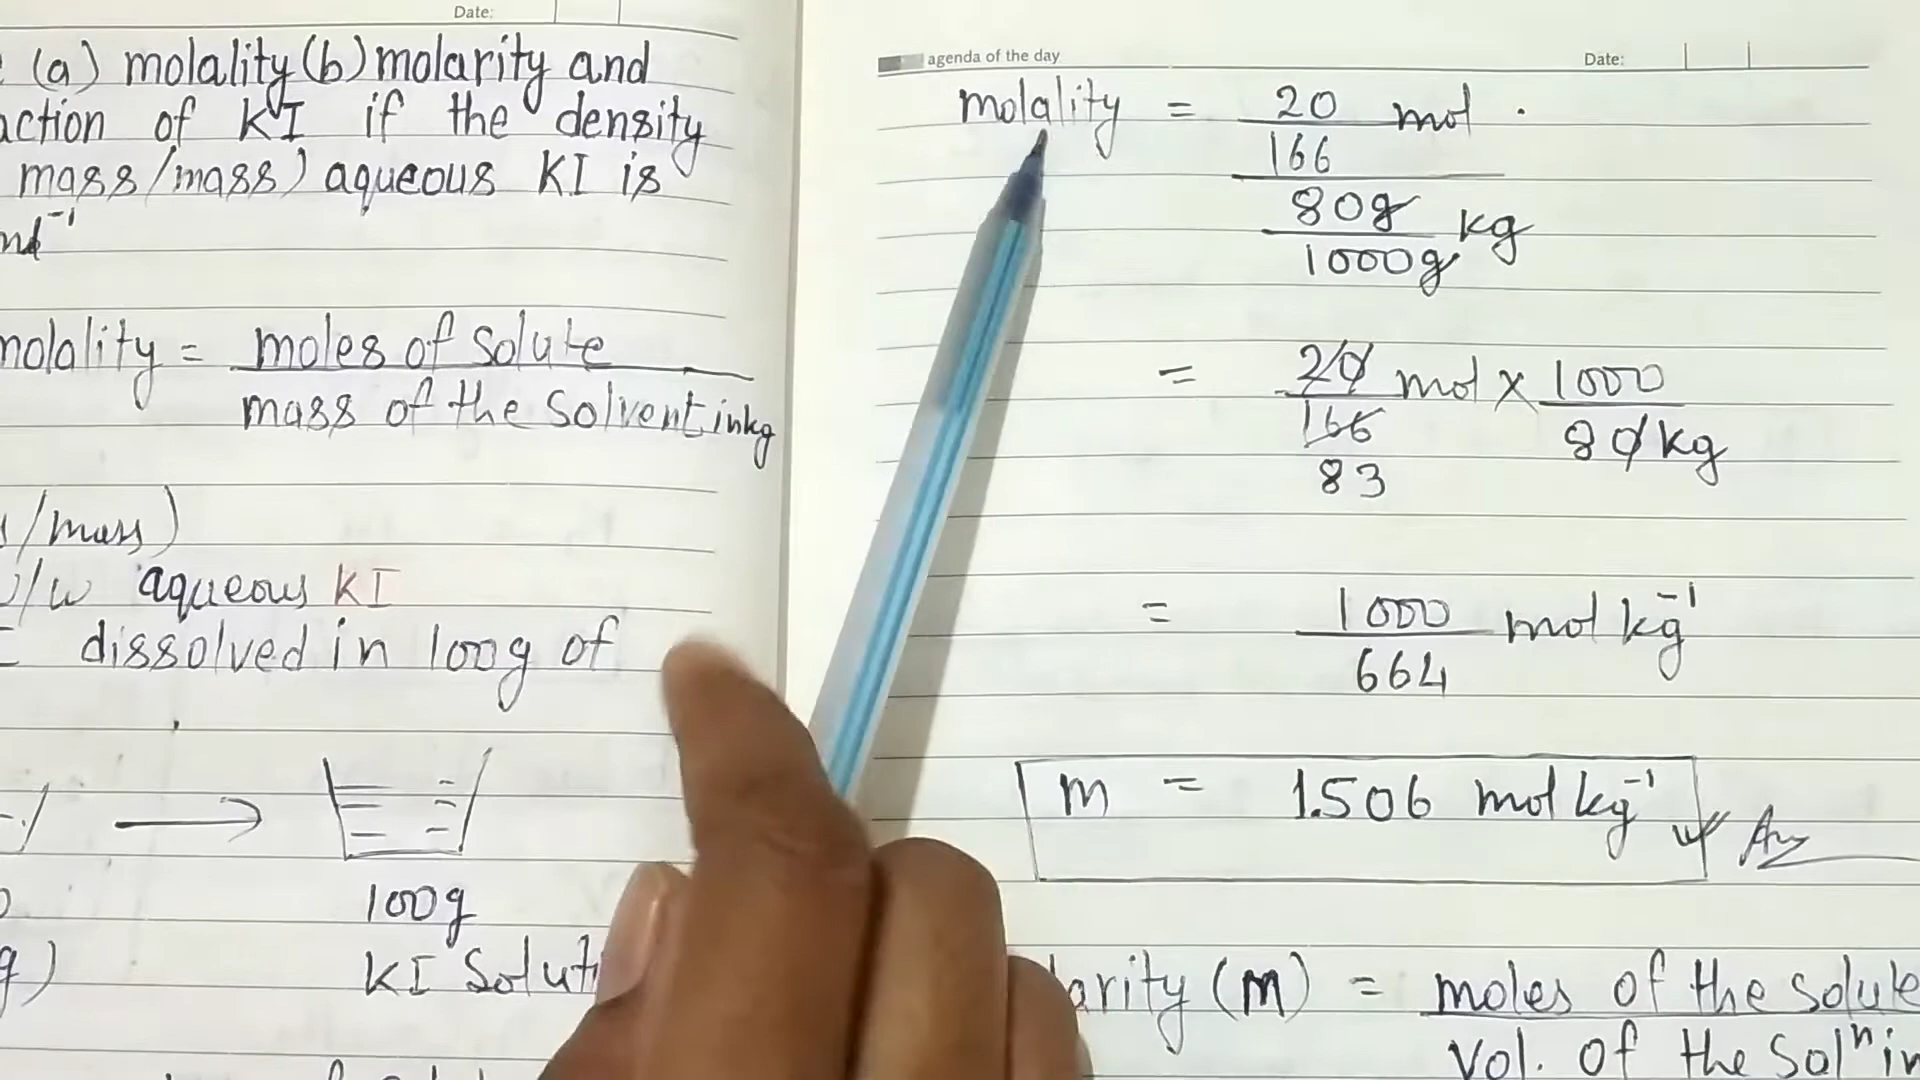 Date:
(a) molality (b) molarity and
action of KI if the density
mass/mass) aqueous KI is
molality = moles of solute
mass of the solvent in kg
/mass)
/w aqueous KI
dissolved in 100g of
100g
KI Soluti
agenda of the day
Date:
molality = 20 mol .
166
80g kg
1000g
= 20 mol x 1000
166 80 kg
83
= 1000 mol kg⁻¹
664
m = 1.506 mol kg⁻¹ Ans
arity (m) = moles of the solute
Vol. of the Solⁿ in